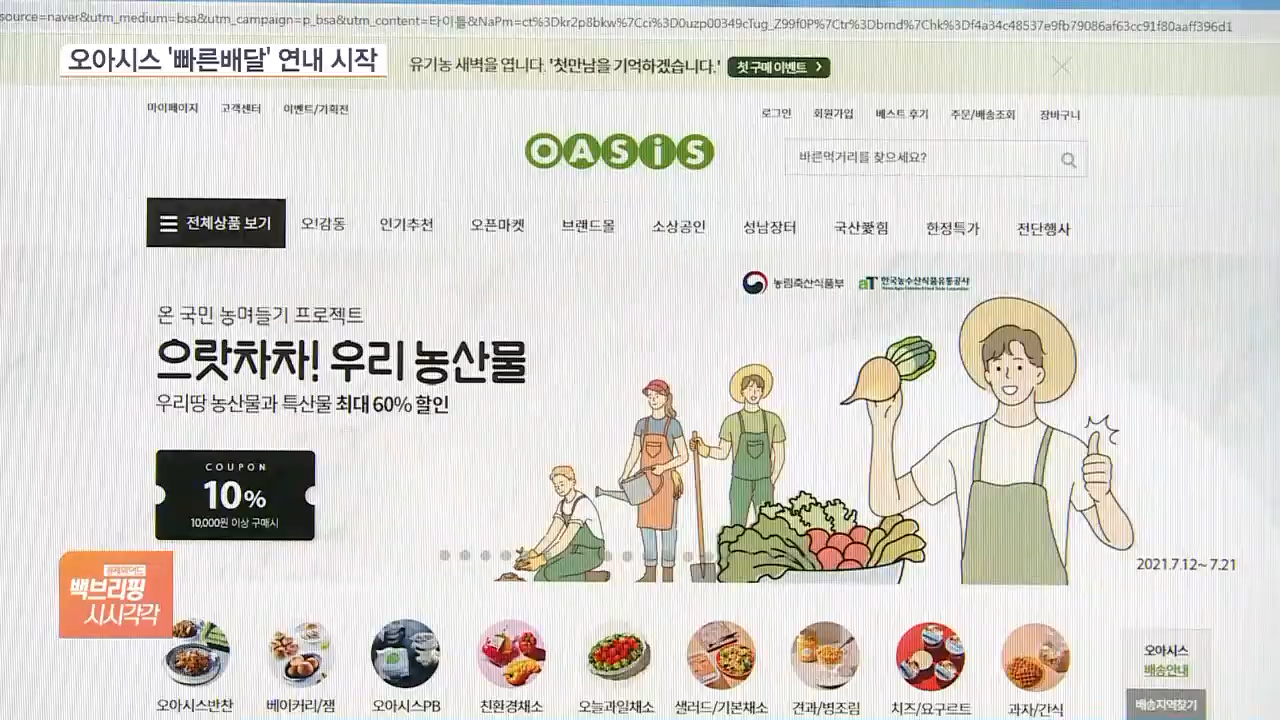 source=naver&utm_medium=bsa&utm_campaign=p_bsa&utm_content=타이틀&NaPm=ct%3Dkr2p8bkw%7Cci%3D0uzp00349cTug_Z99f0P%7Ctr%3Dbrnd%7Chk%3Df4a34c48537e9fb79086af63cc91f80aaff396d1
오아시스 '빠른배달' 연내 시작
유기농 새벽을 엽니다. '첫만남을 기억하겠습니다.' 첫 구매 이벤트 >
마이페이지 고객센터 이벤트/기획전
로그인 회원가입 베스트 후기 주문/배송조회 장바구니
OASIS
바른먹거리를 찾으세요?
전체상품 보기 오!감동 인기추천 오픈마켓 브랜드몰 소상공인 성남장터 국산愛힘 한정특가 전단행사
농림축산식품부 aT 한국농수산식품유통공사
온 국민 농며들기 프로젝트
으랏차차! 우리 농산물
우리땅 농산물과 특산물 최대 60% 할인
COUPON
10%
10,000원 이상 구매시
2021.7.12~ 7.21
백브리핑
시시각각
오아시스반찬 베이커리/잼 오아시스PB 친환경채소 오늘과일채소 샐러드/기본채소 견과/병조림 치즈/요구르트 과자/간식
오아시스
배송안내
배송지역찾기